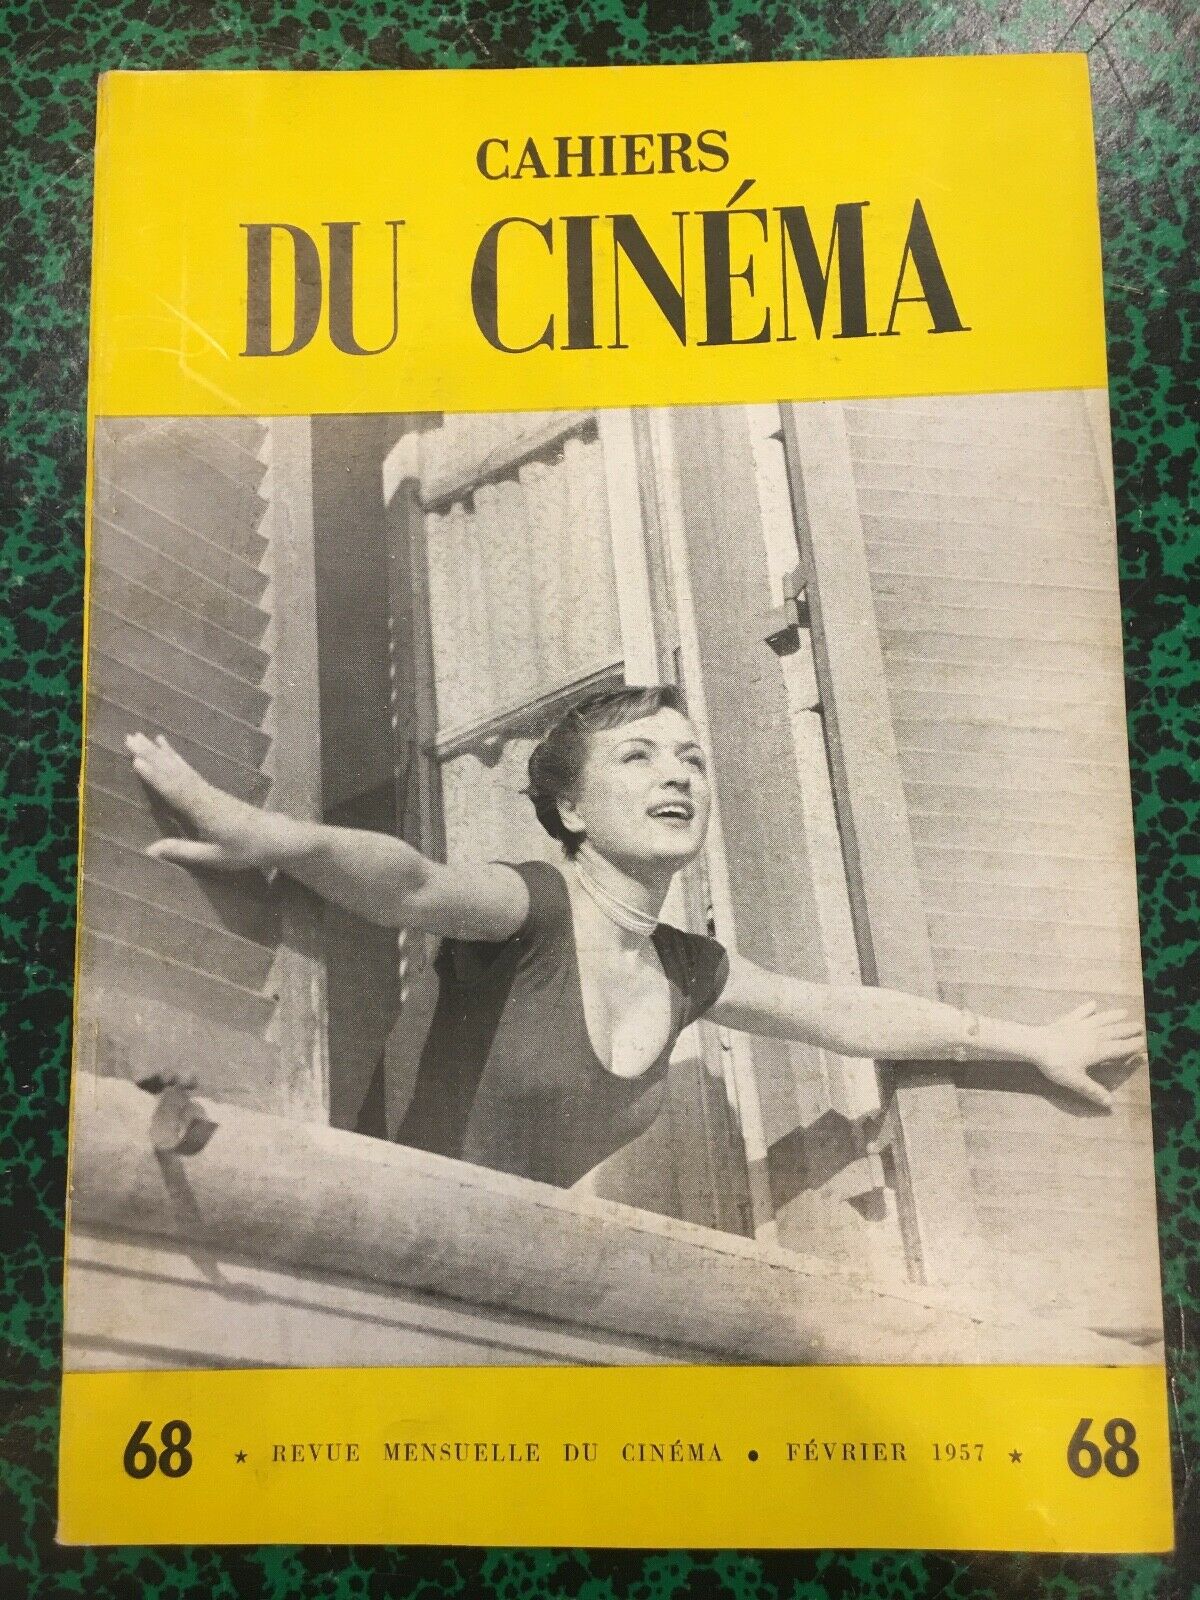 CAHIERS
DU CINÉMA
68 ★ REVUE MENSUELLE DU CINÉMA • FÉVRIER 1957 ★ 68